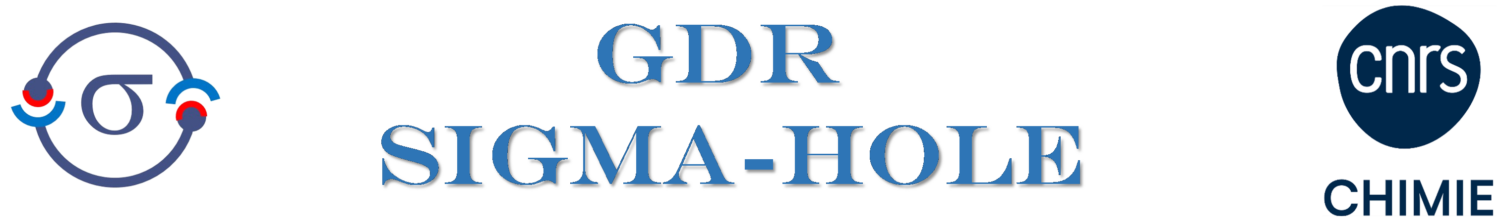 σ
GDR
SIGMA-HOLE
cnrs
CHIMIE